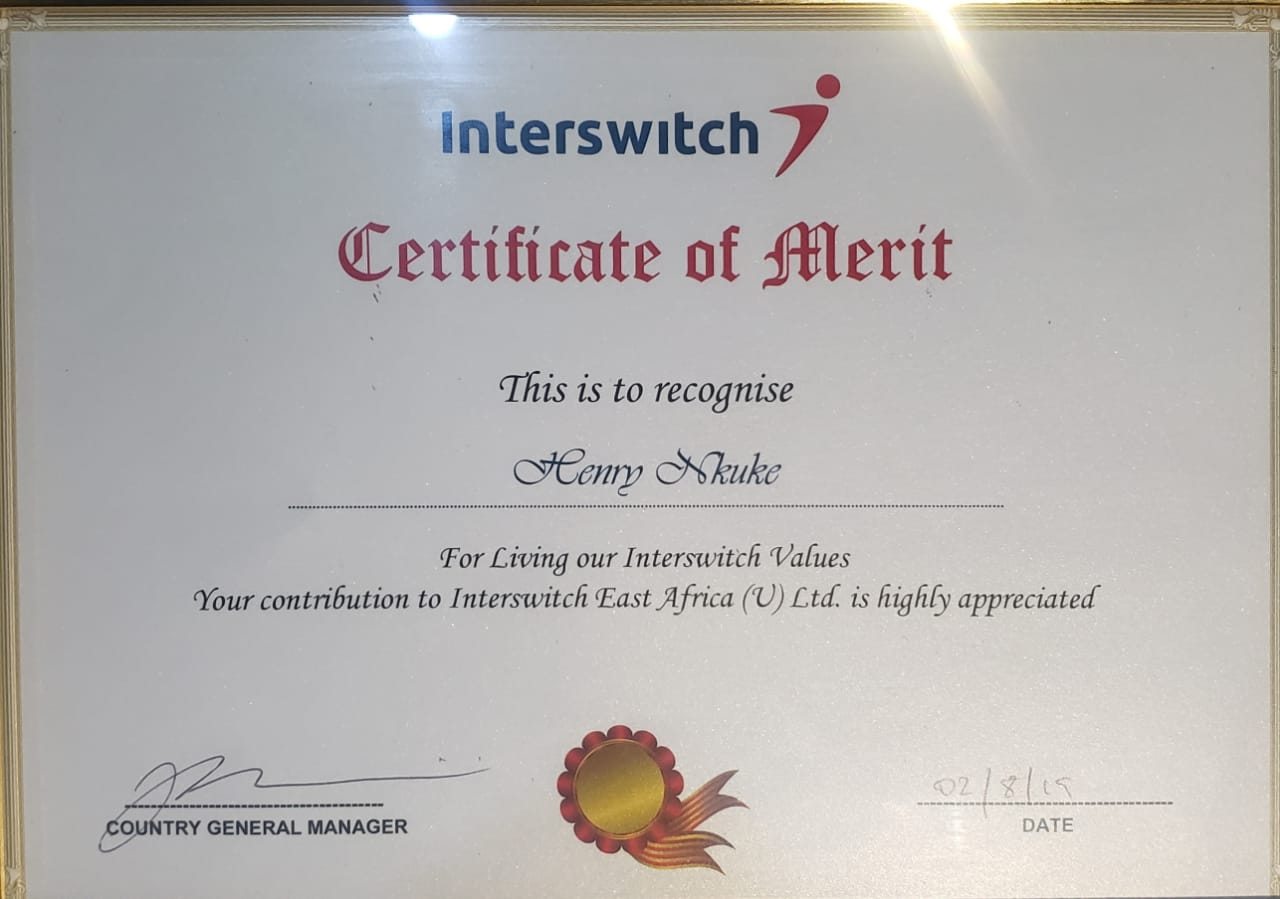 Interswitch
Certificate of Merit
This is to recognise
Henry Nkuke
For Living our Interswitch Values
Your contribution to Interswitch East Africa (U) Ltd. is highly appreciated
02/8/19
COUNTRY GENERAL MANAGER
DATE